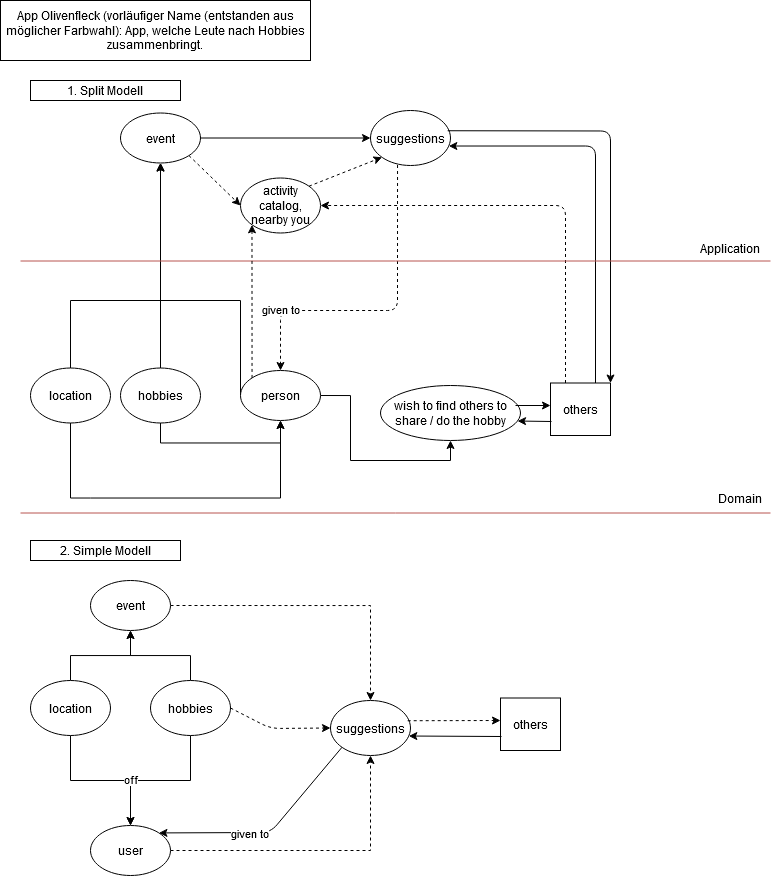 App Olivenfleck (vorläufiger Name (entstanden aus
möglicher Farbwahl): App, welche Leute nach Hobbies
zusammenbringt.
1. Split Modell
event
suggestions
activity
catalog,
nearby you
Application
given to
location
hobbies
person
wish to find others to
share / do the hobby
others
Domain
2. Simple Modell
event
location
hobbies
suggestions
others
off
given to
user